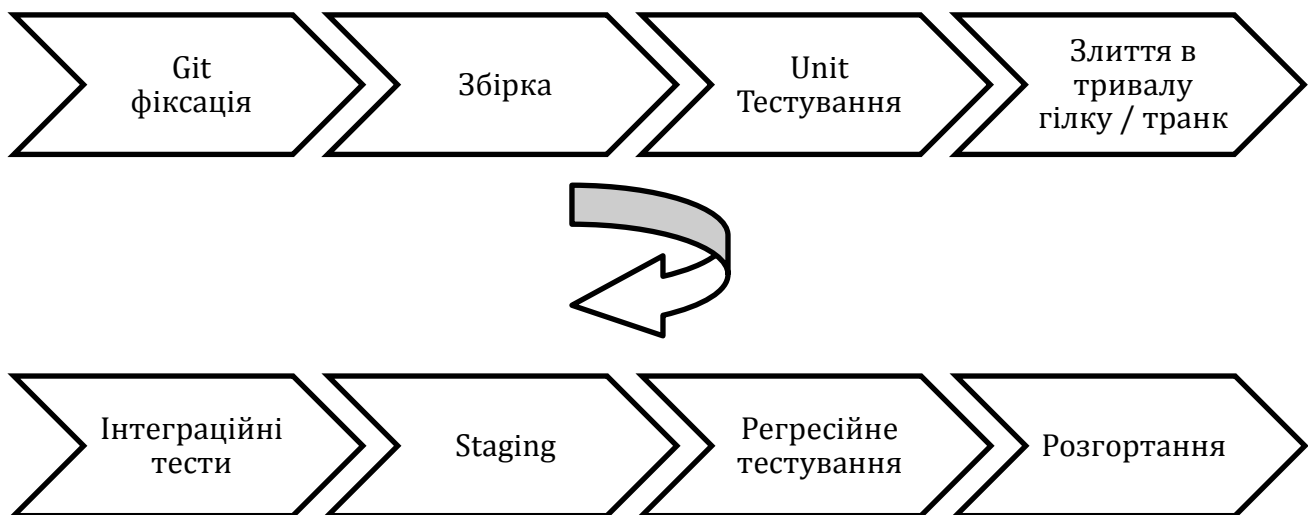 Git
фіксація
Збірка
Unit
Тестування
Злиття в
тривалу
гілку / транк
Інтеграційні
тести
Staging
Регресійне
тестування
Розгортання